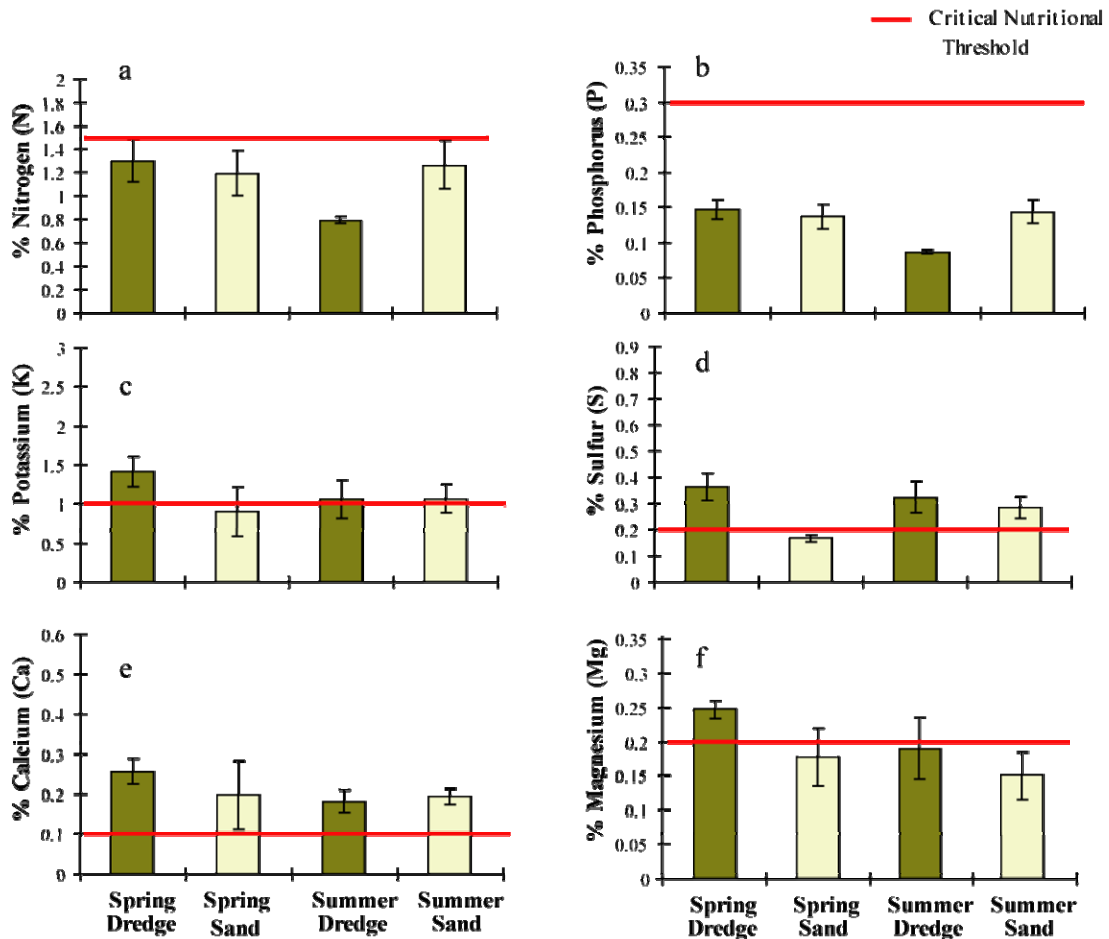 Critical Nutritional
Threshold
a
% Nitrogen (N)
2
1.8
1.6
1.4
1.2
1
0.8
0.6
0.4
0.2
0
b
% Phosphorus (P)
0.35
0.3
0.25
0.2
0.15
0.1
0.05
0
c
% Potassium (K)
3
2.5
2
1.5
1
0.5
0
d
% Sulfur (S)
0.9
0.8
0.7
0.6
0.5
0.4
0.3
0.2
0.1
0
e
% Calcium (Ca)
0.6
0.5
0.4
0.3
0.2
0.1
0
f
% Magnesium (Mg)
0.35
0.3
0.25
0.2
0.15
0.1
0.05
0
Spring Spring Summer Summer
Dredge Sand Dredge Sand
Spring Spring Summer Summer
Dredge Sand Dredge Sand